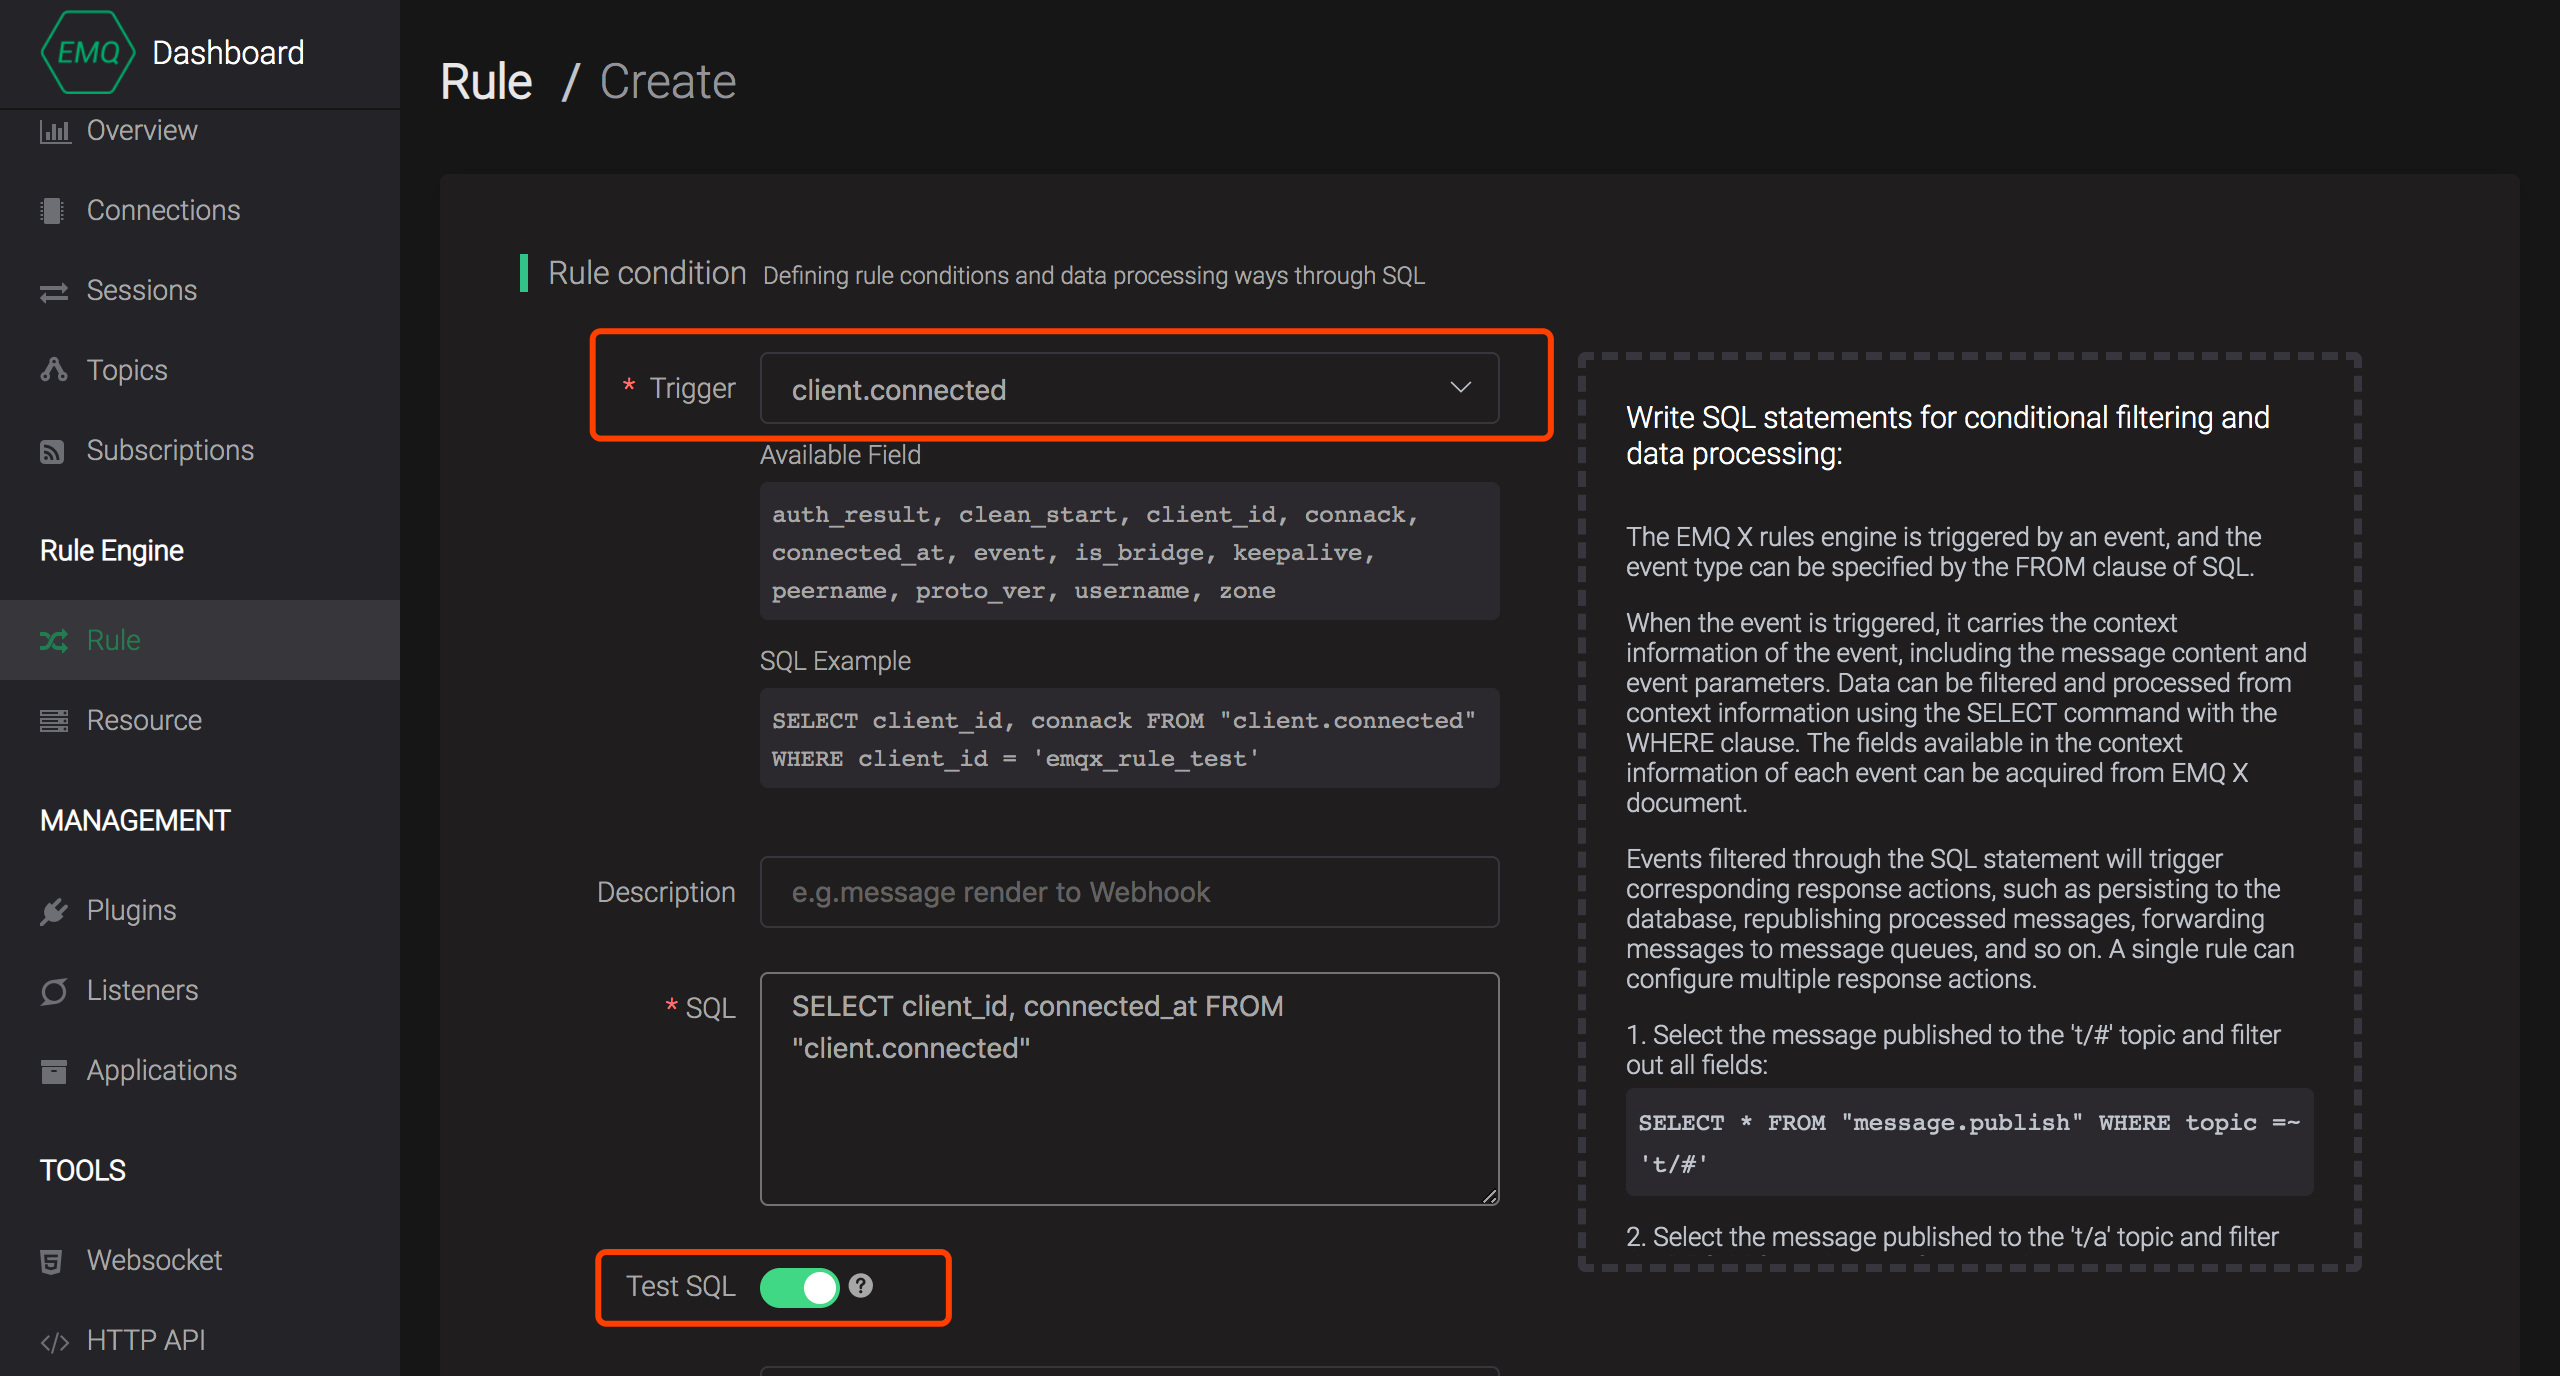 EMQ Dashboard
Overview
Connections
Sessions
Topics
Subscriptions
Rule Engine
Rule
Resource
MANAGEMENT
Plugins
Listeners
Applications
TOOLS
Websocket
HTTP API
Rule / Create
Rule condition Defining rule conditions and data processing ways through SQL
* Trigger client.connected
Available Field
auth_result, clean_start, client_id, connack,
connected_at, event, is_bridge, keepalive,
peername, proto_ver, username, zone
SQL Example
SELECT client_id, connack FROM "client.connected"
WHERE client_id = 'emqx_rule_test'
Description e.g.message render to Webhook
* SQL SELECT client_id, connected_at FROM
"client.connected"
Test SQL ?
Write SQL statements for conditional filtering and
data processing:
The EMQ X rules engine is triggered by an event, and the
event type can be specified by the FROM clause of SQL.
When the event is triggered, it carries the context
information of the event, including the message content and
event parameters. Data can be filtered and processed from
context information using the SELECT command with the
WHERE clause. The fields available in the context
information of each event can be acquired from EMQ X
document.
Events filtered through the SQL statement will trigger
corresponding response actions, such as persisting to the
database, republishing processed messages, forwarding
messages to message queues, and so on. A single rule can
configure multiple response actions.
1. Select the message published to the 't/#' topic and filter
out all fields:
SELECT * FROM "message.publish" WHERE topic =~
't/#'
2. Select the message published to the 't/a' topic and filter